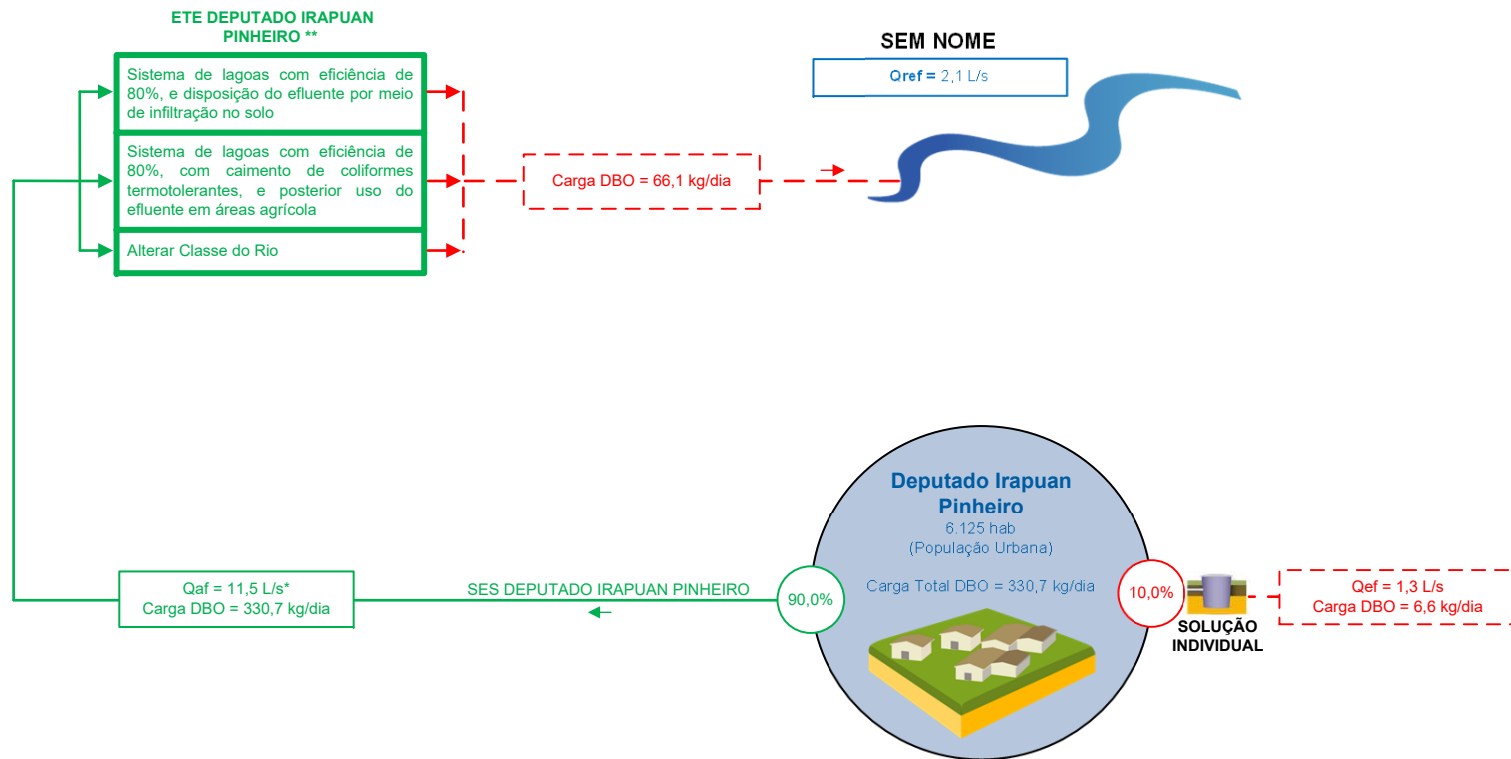 ETE DEPUTADO IRAPUAN
PINHEIRO **
Sistema de lagoas com eficiência de
80%, e disposição do efluente por meio
de infiltração no solo
Sistema de lagoas com eficiência de
80%, com caimento de coliformes
termotolerantes, e posterior uso do
efluente em áreas agrícola
Alterar Classe do Rio
Carga DBO = 66,1 kg/dia
SEM NOME
Qref = 2,1 L/s
Deputado Irapuan
Pinheiro
6.125 hab
(População Urbana)
Carga Total DBO = 330,7 kg/dia
Qaf = 11,5 L/s*
Carga DBO = 330,7 kg/dia
SES DEPUTADO IRAPUAN PINHEIRO
90,0%
10,0%
SOLUÇÃO
INDIVIDUAL
Qef = 1,3 L/s
Carga DBO = 6,6 kg/dia